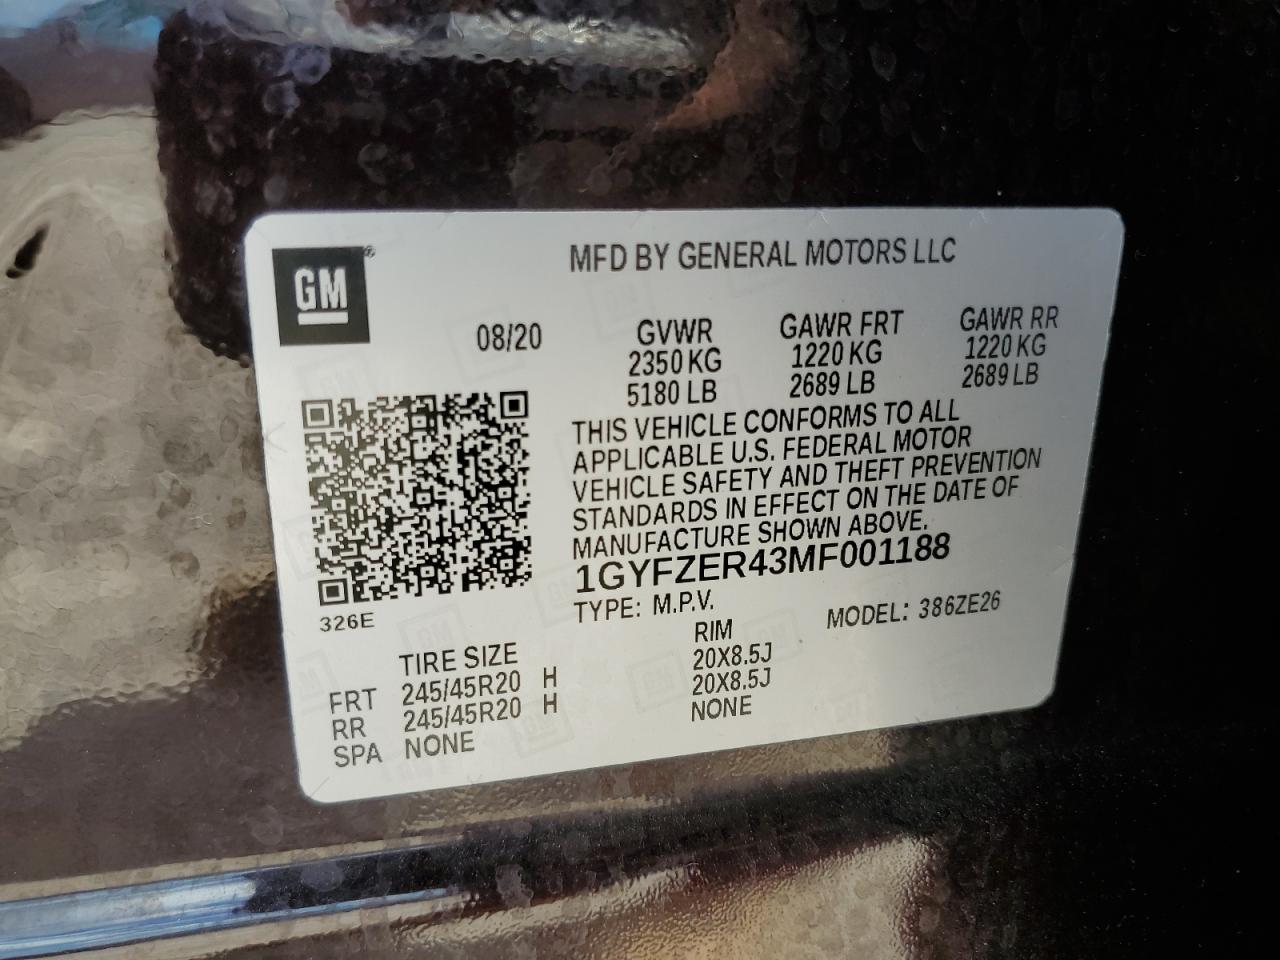 GM®
MFD BY GENERAL MOTORS LLC
08/20
GVWR GAWR FRT GAWR RR
2350 KG 1220 KG 1220 KG
5180 LB 2689 LB 2689 LB
THIS VEHICLE CONFORMS TO ALL
APPLICABLE U.S. FEDERAL MOTOR
VEHICLE SAFETY AND THEFT PREVENTION
STANDARDS IN EFFECT ON THE DATE OF
MANUFACTURE SHOWN ABOVE.
1GYFZER43MF001188
TYPE: M.P.V. MODEL: 386ZE26
326E
TIRE SIZE RIM
FRT 245/45R20 H 20X8.5J
RR 245/45R20 H 20X8.5J
SPA NONE NONE